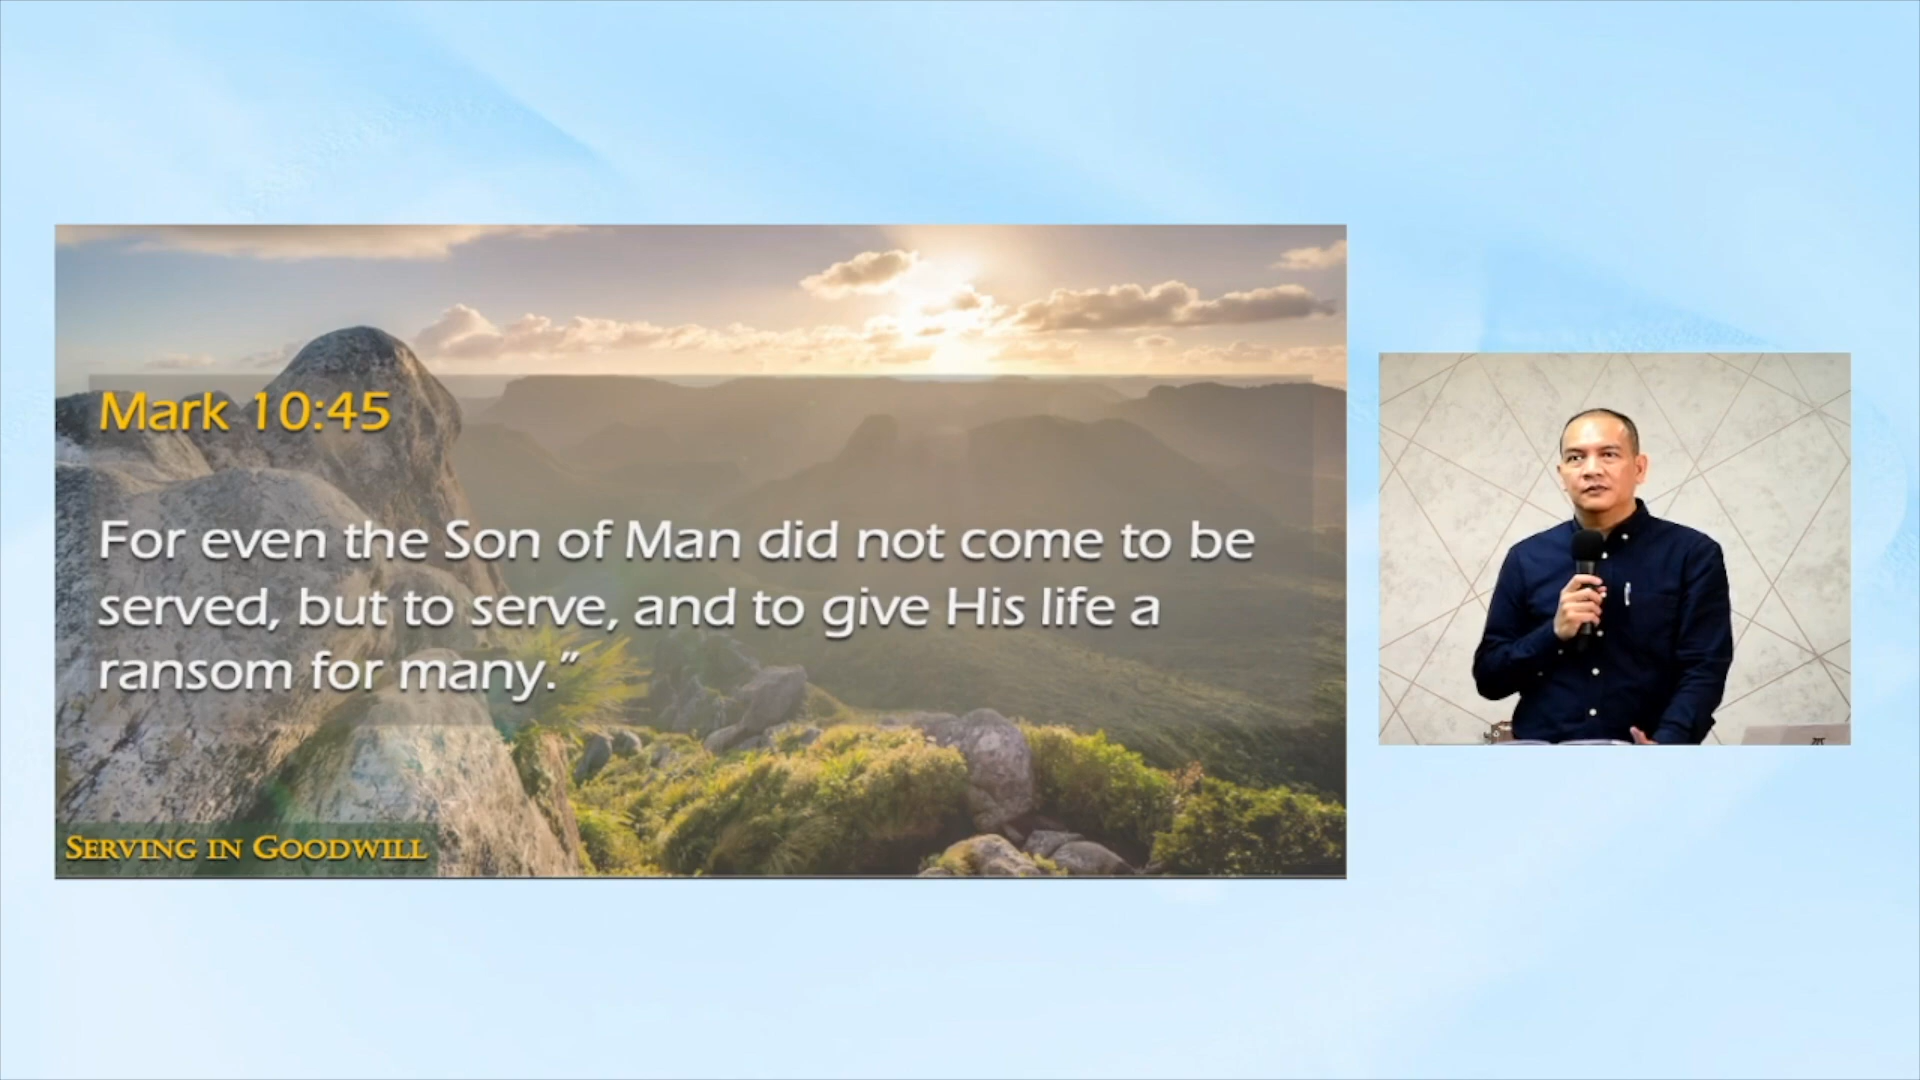 Mark 10:45
For even the Son of Man did not come to be
served, but to serve, and to give His life a
ransom for many.”
SERVING IN GOODWILL